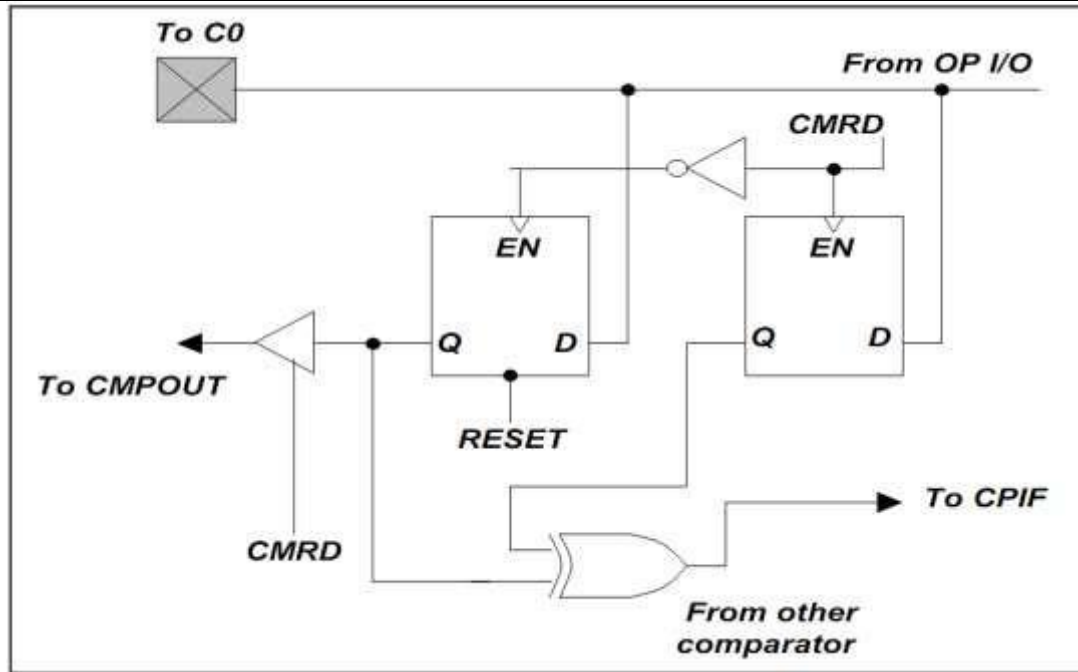 To C0
From OP I/O
CMRD
EN
EN
Q
D
Q
D
To CMPOUT
RESET
To CPIF
CMRD
From other
comparator